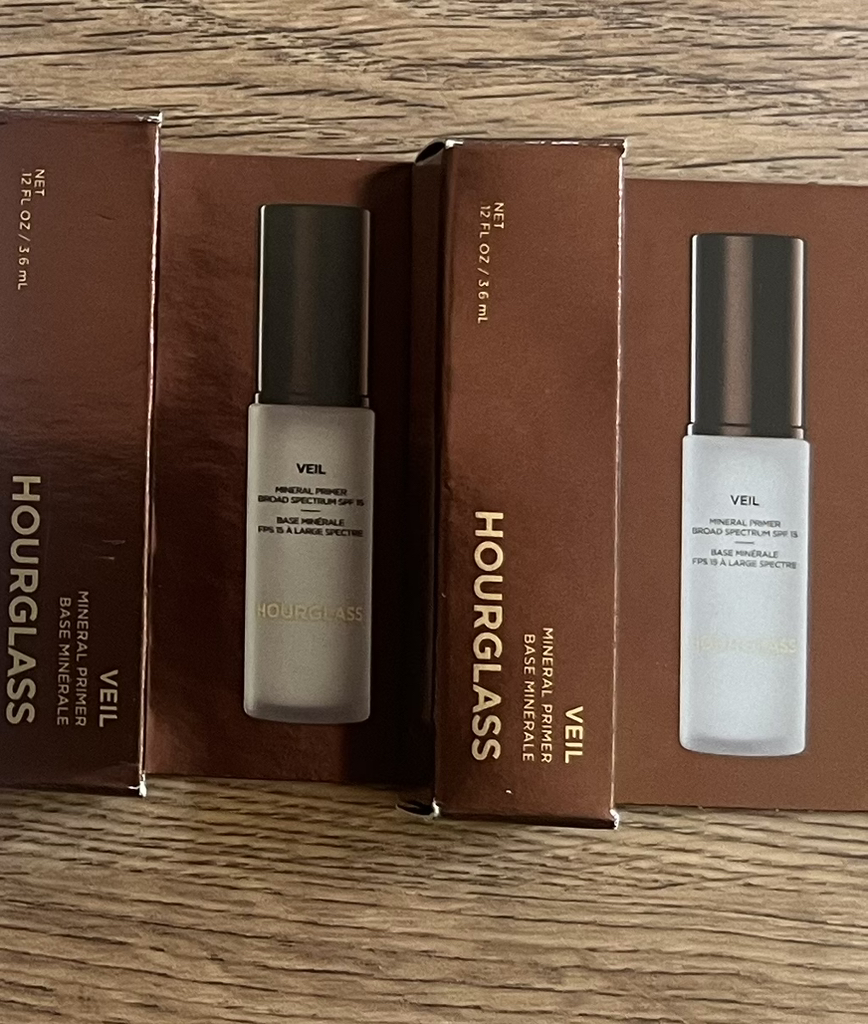 NET
12 FL OZ / 3.6 mL
HOURGLASS
VEIL
MINERAL PRIMER
BASE MINERALE
VEIL
MINERAL PRIMER
BROAD SPECTRUM SPF 15
BASE MINÉRALE
FPS 15 À LARGE SPECTRE
HOURGLASS
NET
12 FL OZ / 3.6 mL
HOURGLASS
VEIL
MINERAL PRIMER
BASE MINERALE
VEIL
MINERAL PRIMER
BROAD SPECTRUM SPF 15
BASE MINÉRALE
FPS 15 À LARGE SPECTRE
HOURGLASS